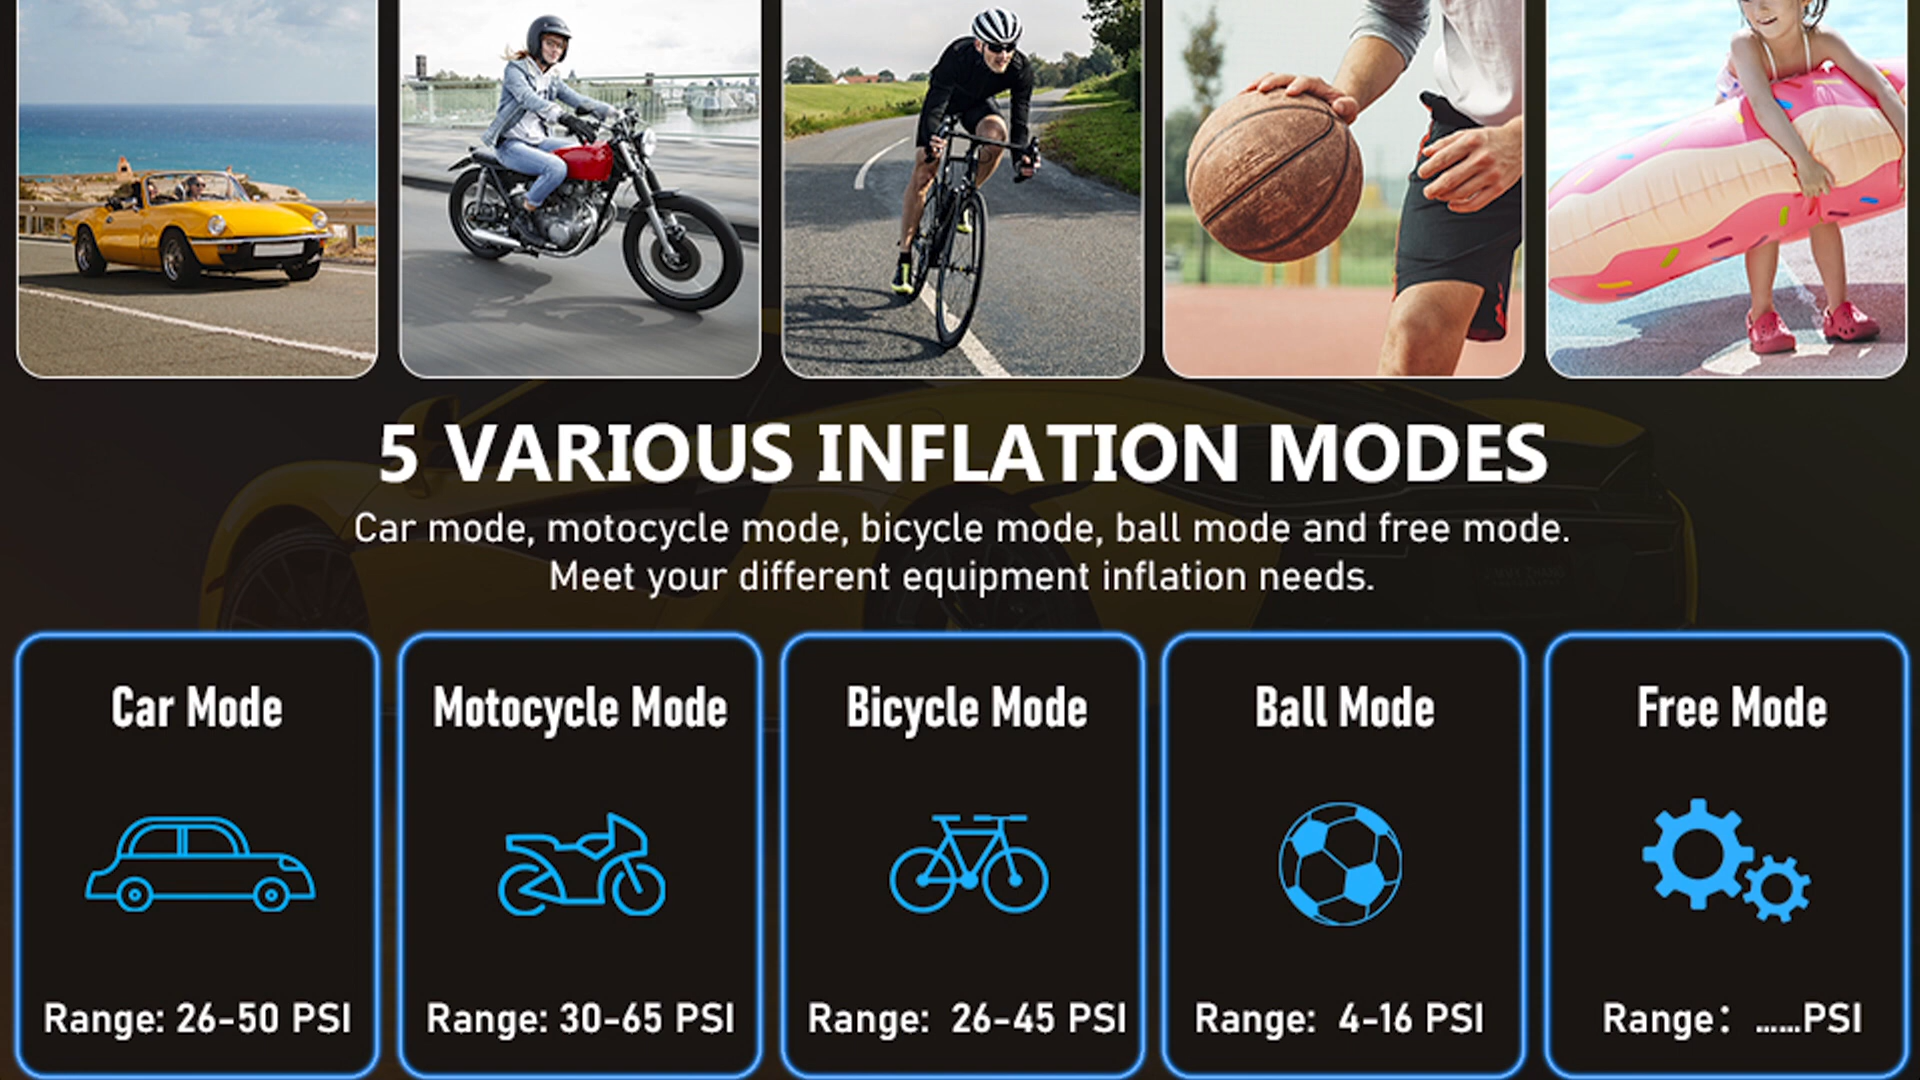 5 VARIOUS INFLATION MODES
Car mode, motocycle mode, bicycle mode, ball mode and free mode.
Meet your different equipment inflation needs.
Car Mode
Motocycle Mode
Bicycle Mode
Ball Mode
Free Mode
Range: 26-50 PSI
Range: 30-65 PSI
Range: 26-45 PSI
Range: 4-16 PSI
Range: ......PSI